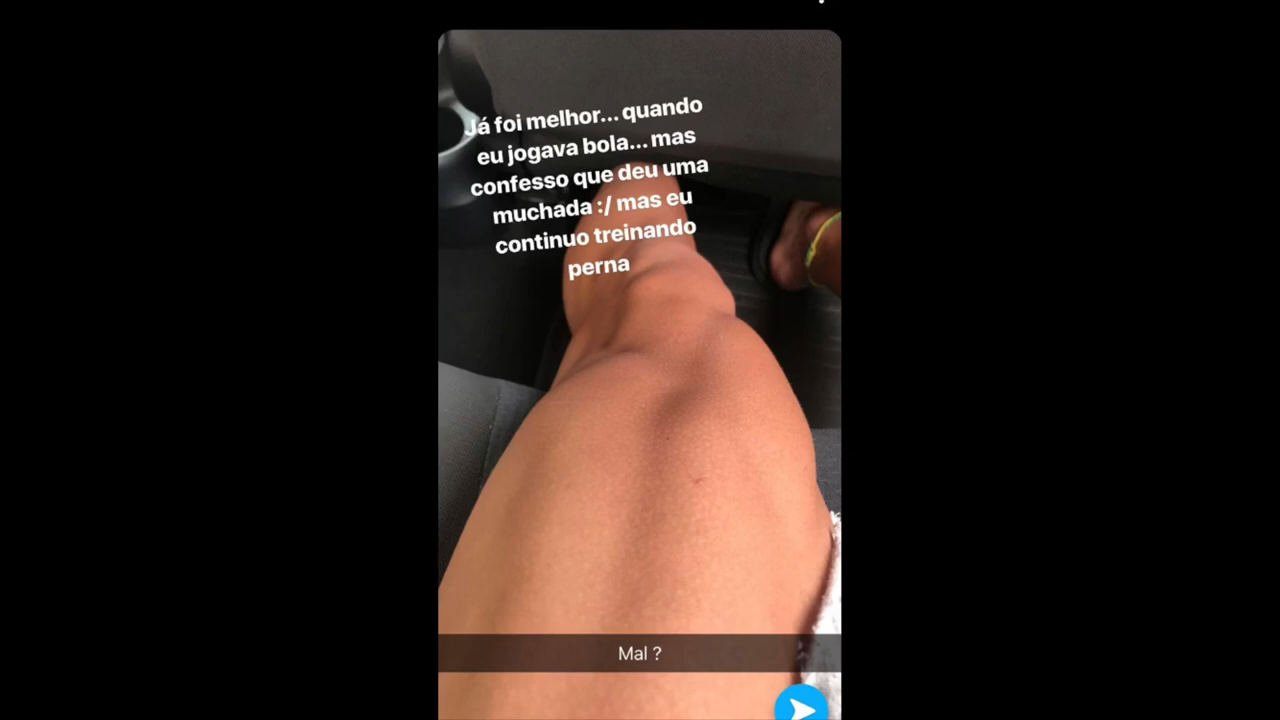 Já foi melhor... quando
eu jogava bola... mas
confesso que deu uma
muchada :/ mas eu
continuo treinando
perna
Mal ?